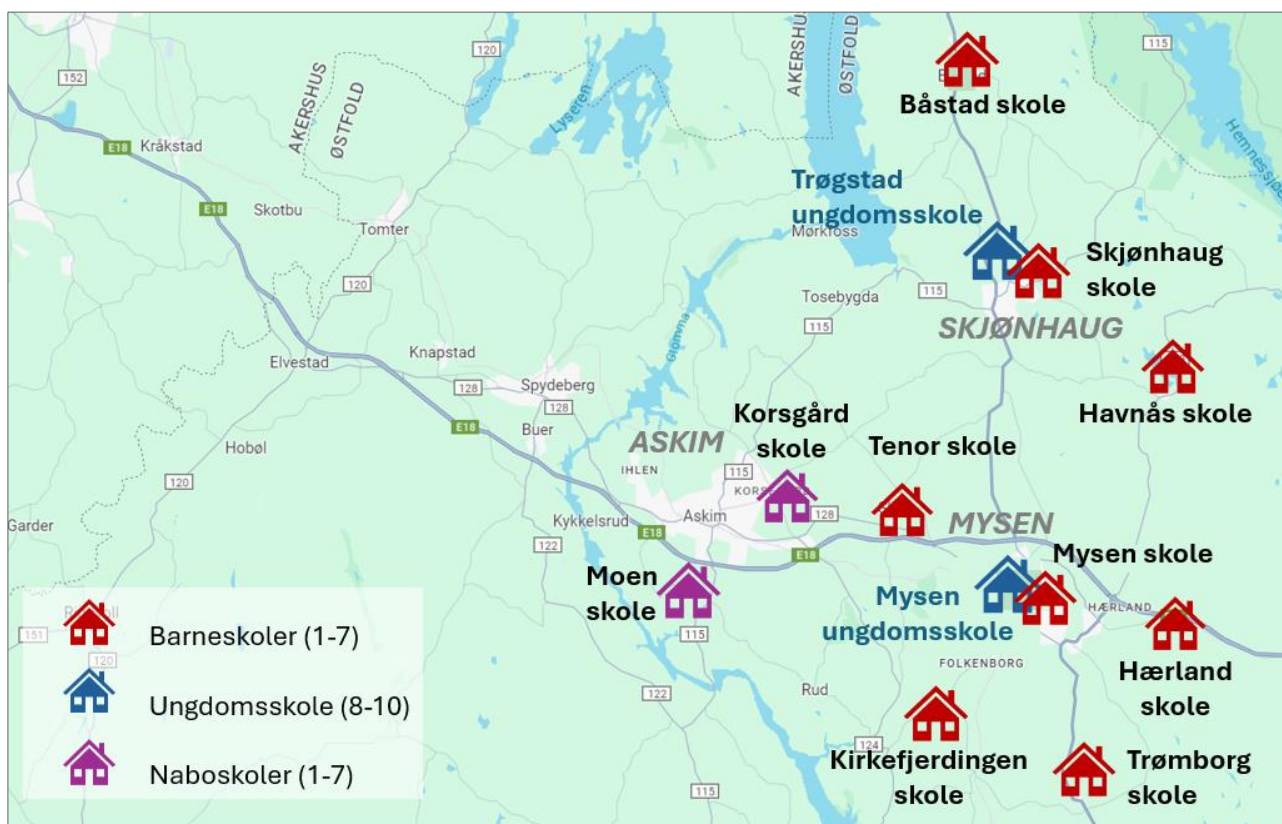 120
152
Kråkstad
E18
AKERSHUS
ØSTFOLD
Skotbu
E18
Tomter
120
Elvestad
Knapstad
128
Spydeberg
128
E18
Buer
Hobøl
120
Garder
Lyseren
AKERSHUS
ØSTFOLD
115
Båstad skole
Trøgstad
ungdomsskole
Mørkfoss
Skjønhaug
skole
Tosebygda
115
115
SKJØNHAUG
Glomma
Havnås skole
Korsgård
skole
Tenor skole
ASKIM
IHLEN
115
Askim
128
Kykkelsrud
E18
E18
122
MYSEN
Mysen skole
Moen
skole
Mysen
ungdomsskole
HÆRLAND
115
FOLKENBORG
Hærland
skole
122
Rud
124
Kirkefjerdingen
skole
Trømborg
skole
115
151
120
Barneskoler (1-7)
Ungdomsskole (8-10)
Naboskoler (1-7)